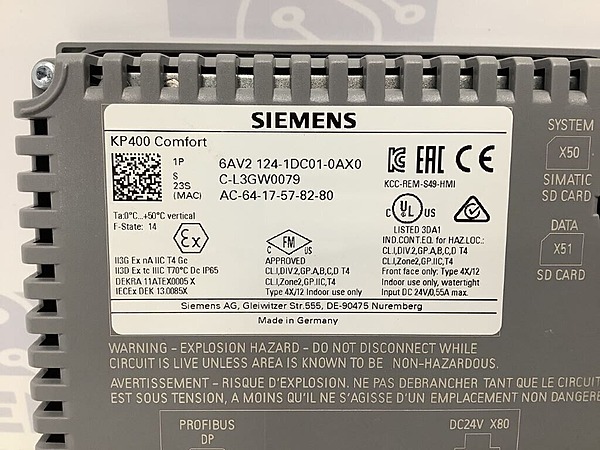 SIEMENS
KP400 Comfort
1P 6AV2 124-1DC01-0AX0
S C-L3GW0079
23S
(MAC) AC-64-17-57-82-80
KCC-REM-S49-HMI
Ta:0°C...+50°C vertical
F-State: 14
Ex
II3G Ex nA IIC T4 Gc
II3D Ex tc IIIC T70°C Dc IP65
DEKRA 11ATEX0005 X
IECEx DEK 13.0085X
FM
C US
APPROVED
CL.I,DIV.2,GP.A,B,C,D T4
CL.I,Zone2,GP.IIC,T4
Type 4X/12 Indoor use only
EAC CE
C UL US
LISTED 3DA1
IND.CONT.EQ. for HAZ.LOC.:
CL.I,DIV.2,GP.A,B,C,D T4
CL.I,Zone2,GP.IIC,T4
Front face only: Type 4X/12
Indoor use only, watertight
Input DC 24V/0,55A max.
Siemens AG, Gleiwitzer Str.555, DE-90475 Nuremberg
Made in Germany
SYSTEM
X50
SIMATIC
SD CARD
DATA
X51
SD CARD
WARNING – EXPLOSION HAZARD - DO NOT DISCONNECT WHILE
CIRCUIT IS LIVE UNLESS AREA IS KNOWN TO BE NON-HAZARDOUS.
AVERTISSEMENT - RISQUE D'EXPLOSION. NE PAS DEBRANCHER TANT QUE LE CIRCUIT
EST SOUS TENSION, A MOINS QU'IL NE S'AGISSE D'UN EMPLACEMENT NON DANGERE
PROFIBUS
DP
DC24V X80